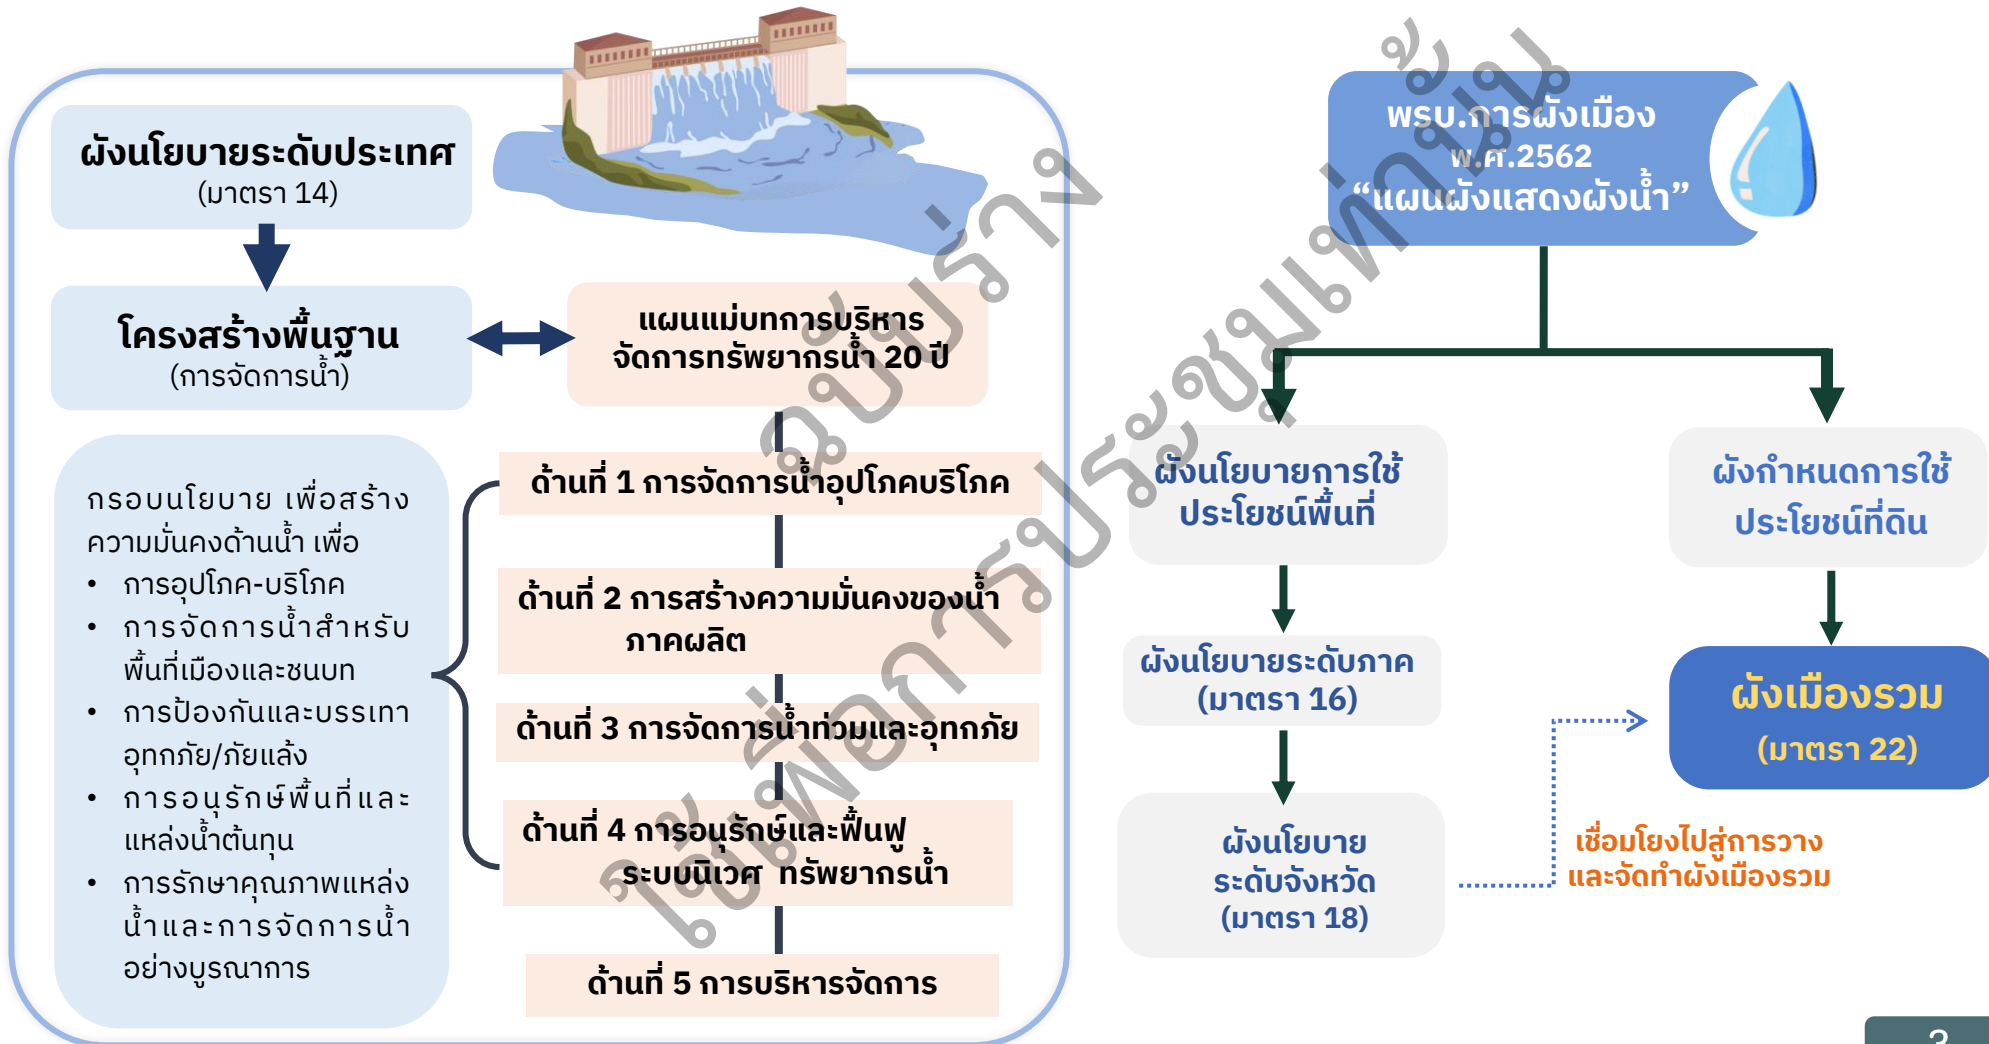 ผังนโยบายระดับประเทศ
(มาตรา 14)
โครงสร้างพื้นฐาน
(การจัดการน้ำ)
แผนแม่บทการบริหาร
จัดการทรัพยากรน้ำ 20 ปี
กรอบนโยบาย เพื่อสร้าง
ความมั่นคงด้านน้ำ เพื่อ
• การอุปโภค-บริโภค
• การจัดการน้ำสำหรับ
พื้นที่เมืองและชนบท
• การป้องกันและบรรเทา
อุทกภัย/ภัยแล้ง
• การอนุรักษ์พื้นที่และ
แหล่งน้ำต้นทุน
• การรักษาคุณภาพแหล่ง
น้ำและการจัดการน้ำ
อย่างบูรณาการ
ด้านที่ 1 การจัดการน้ำอุปโภคบริโภค
ด้านที่ 2 การสร้างความมั่นคงของน้ำ
ภาคผลิต
ด้านที่ 3 การจัดการน้ำท่วมและอุทกภัย
ด้านที่ 4 การอนุรักษ์และฟื้นฟู
ระบบนิเวศ ทรัพยากรน้ำ
ด้านที่ 5 การบริหารจัดการ
พรบ.การผังเมือง
พ.ศ.2562
“แผนผังแสดงผังน้ำ”
ผังนโยบายการใช้
ประโยชน์พื้นที่
ผังนโยบายระดับภาค
(มาตรา 16)
ผังนโยบาย
ระดับจังหวัด
(มาตรา 18)
ผังกำหนดการใช้
ประโยชน์ที่ดิน
ผังเมืองรวม
(มาตรา 22)
เชื่อมโยงไปสู่การวาง
และจัดทำผังเมืองรวม
ฉบับร่าง
ใช้เพื่อการประชุมเท่านั้น
3